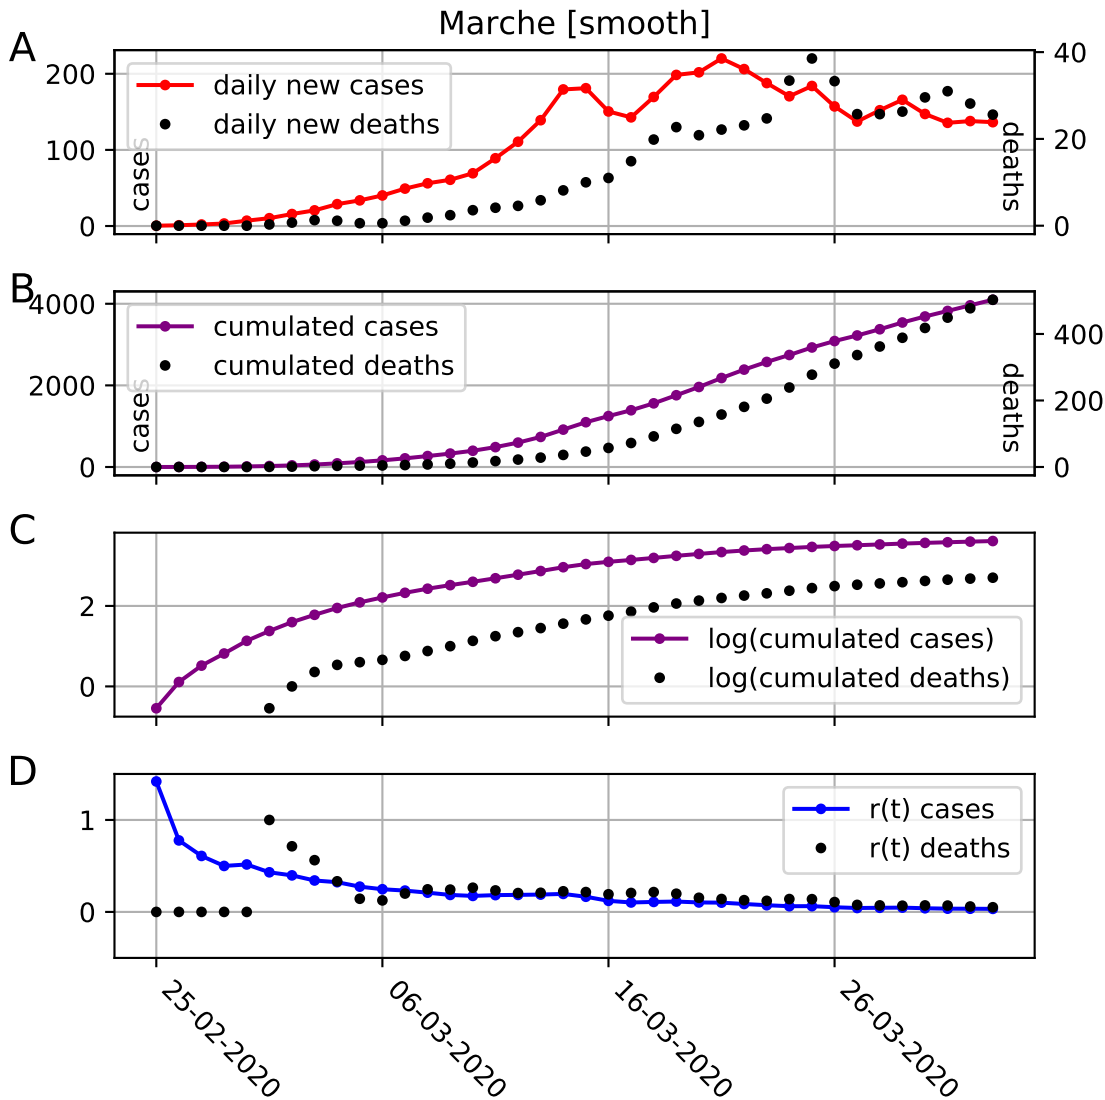 Marche [smooth]
A
200
100
0
cases
daily new cases
daily new deaths
40
20
0
deaths
B
4000
2000
0
cases
cumulated cases
cumulated deaths
400
200
0
deaths
C
2
0
log(cumulated cases)
log(cumulated deaths)
D
1
0
r(t) cases
r(t) deaths
25-02-2020
06-03-2020
16-03-2020
26-03-2020